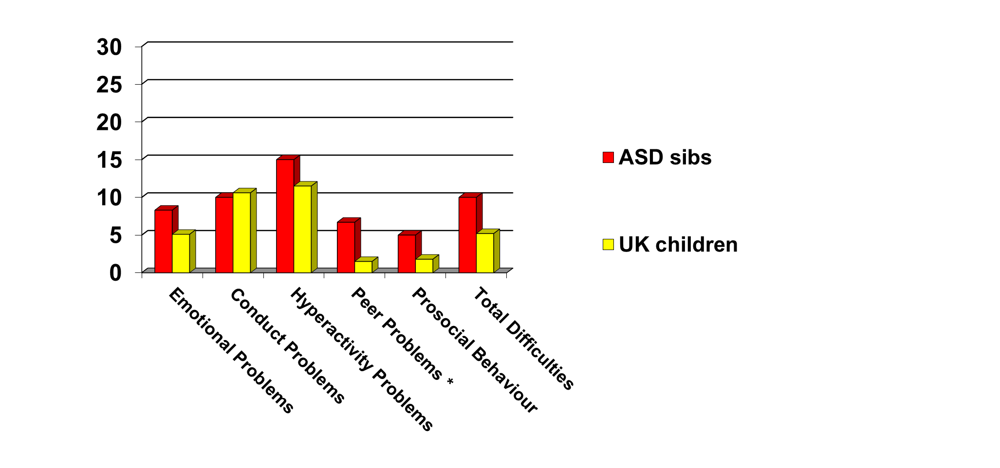 30
25
20
15
10
5
0
Emotional Problems
Conduct Problems
Hyperactivity Problems
Peer Problems *
Prosocial Behaviour
Total Difficulties
ASD sibs
UK children